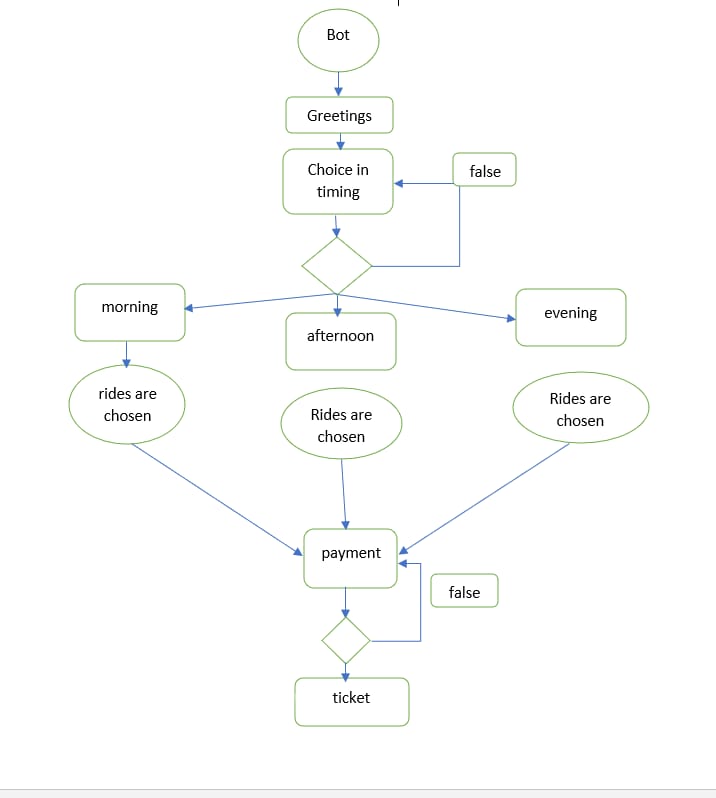 Bot
Greetings
Choice in
timing
false
morning
afternoon
evening
rides are
chosen
Rides are
chosen
Rides are
chosen
payment
false
ticket